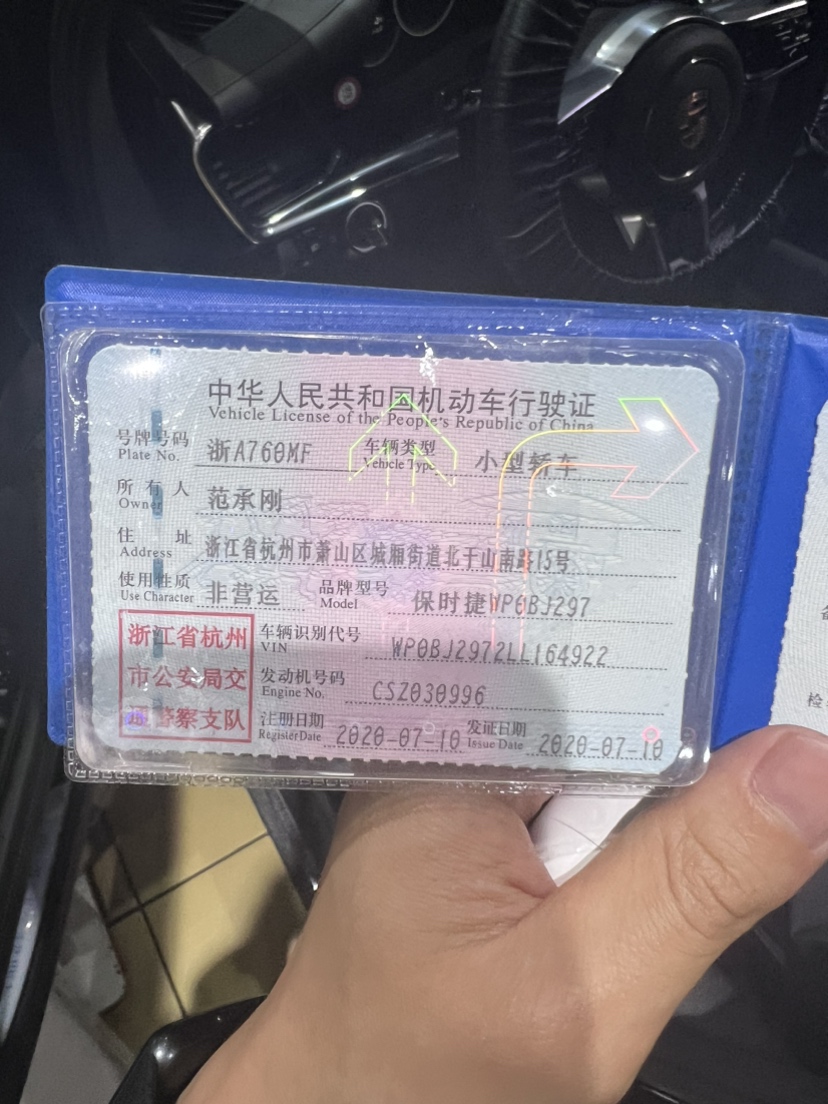 中华人民共和国机动车行驶证
Vehicle License of the People's Republic of China
号牌号码 浙A760MF 车辆类型 小型轿车
Plate No. Vehicle Type
所有人 范承刚
Owner
住址 浙江省杭州市萧山区城厢街道北干山南路15号
Address
使用性质 非营运 品牌型号 保时捷WP0BJ297
Use Character Model
浙江省杭州
市公安局交
通警察支队
车辆识别代号 WP0BJ2972LL164922
VIN
发动机号码 CSZ030996
Engine No.
注册日期 2020-07-10 发证日期 2020-07-10
Register Date Issue Date
检